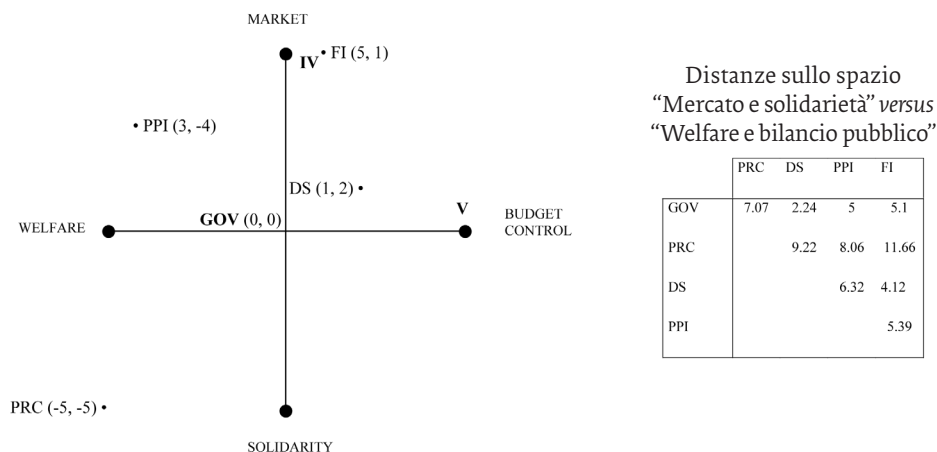 MARKET
IV • FI (5, 1)
• PPI (3, -4)
DS (1, 2) •
GOV (0, 0)
V
WELFARE
BUDGET
CONTROL
PRC (-5, -5) •
SOLIDARITY
Distanze sullo spazio
“Mercato e solidarietà” versus
“Welfare e bilancio pubblico”
PRC DS PPI FI
GOV 7.07 2.24 5 5.1
PRC 9.22 8.06 11.66
DS 6.32 4.12
PPI 5.39